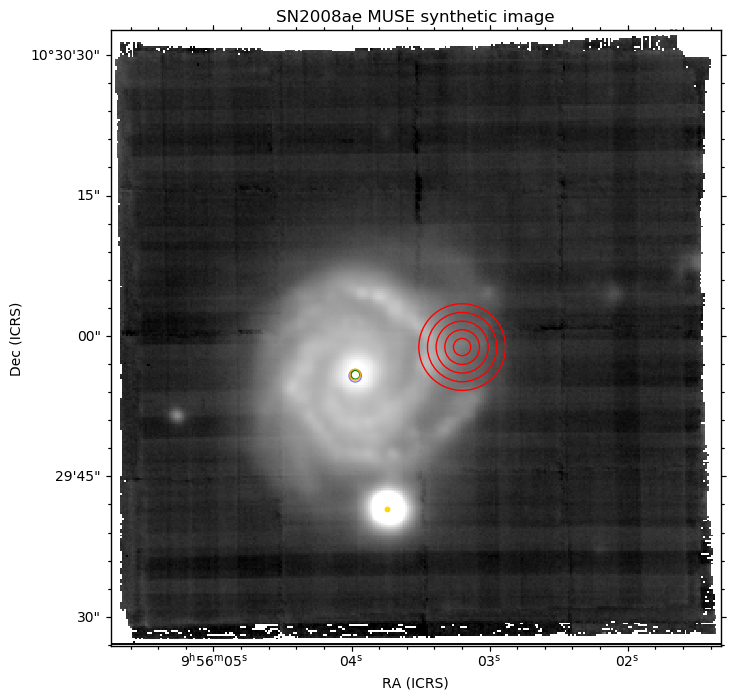 SN2008ae MUSE synthetic image
10°30'30"
15"
00"
29'45"
30"
Dec (ICRS)
9ʰ56ᵐ05ˢ
04ˢ
03ˢ
02ˢ
RA (ICRS)